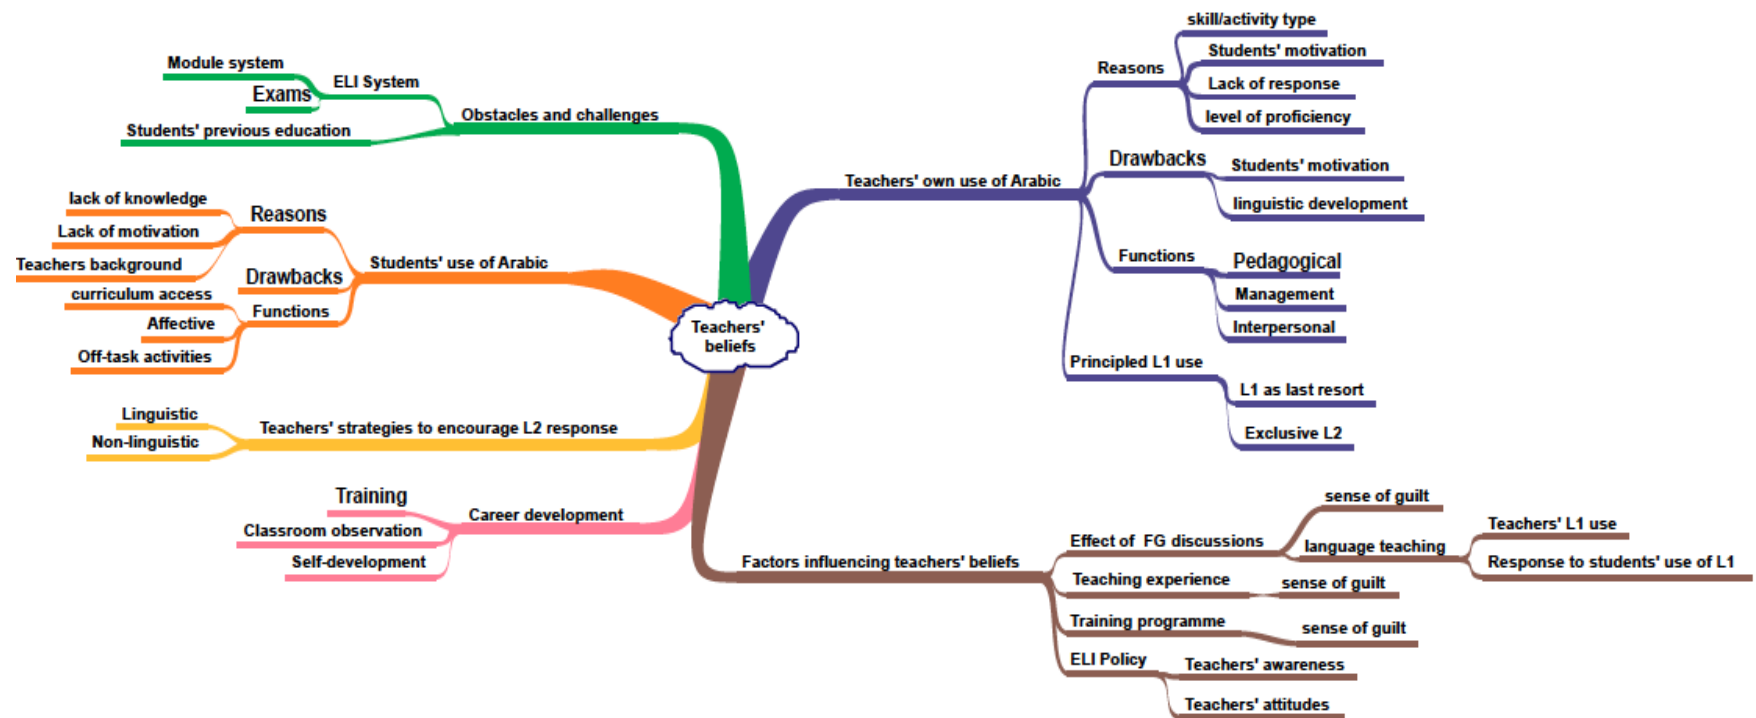 Teachers'
beliefs
Obstacles and challenges
ELI System
Module system
Exams
Students' previous education
Students' use of Arabic
Reasons
lack of knowledge
Lack of motivation
Teachers background
Drawbacks
Functions
curriculum access
Affective
Off-task activities
Teachers' strategies to encourage L2 response
Linguistic
Non-linguistic
Career development
Training
Classroom observation
Self-development
Teachers' own use of Arabic
Reasons
skill/activity type
Students' motivation
Lack of response
level of proficiency
Drawbacks
Students' motivation
linguistic development
Functions
Pedagogical
Management
Interpersonal
Principled L1 use
L1 as last resort
Exclusive L2
Factors influencing teachers' beliefs
Effect of FG discussions
sense of guilt
language teaching
Teachers' L1 use
Response to students' use of L1
Teaching experience
sense of guilt
Training programme
sense of guilt
ELI Policy
Teachers' awareness
Teachers' attitudes